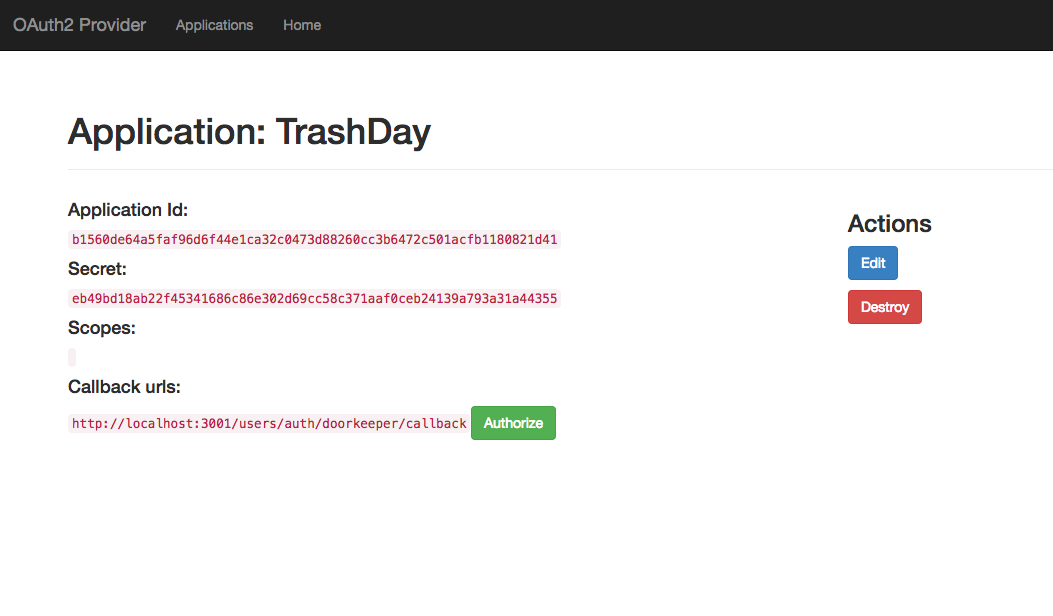 OAuth2 Provider Applications Home
Application: TrashDay
Application Id:
b1560de64a5faf96d6f44e1ca32c0473d88260cc3b6472c501acfb1180821d41
Secret:
eb49bd18ab22f45341686c86e302d69cc58c371aaf0ceb24139a793a31a44355
Scopes:
Callback urls:
http://localhost:3001/users/auth/doorkeeper/callback Authorize
Actions
Edit
Destroy